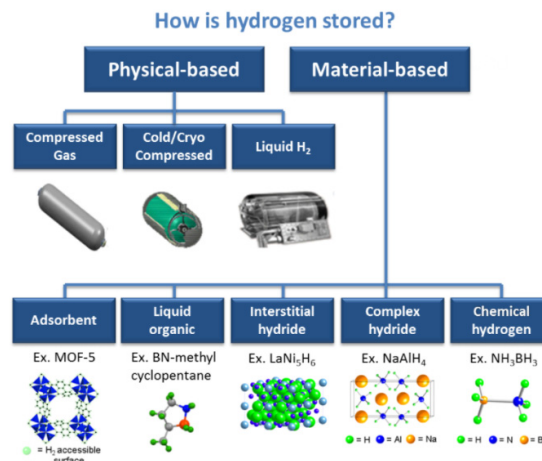 How is hydrogen stored?
Physical-based
Material-based
Compressed
Gas
Cold/Cryo
Compressed
Liquid H₂
Adsorbent
Liquid
organic
Interstitial
hydride
Complex
hydride
Chemical
hydrogen
Ex. MOF-5
Ex. BN-methyl
cyclopentane
Ex. LaNi₅H₆
Ex. NaAlH₄
Ex. NH₃BH₃
= H₂ accessible
surface
= H = Al = Na
= H = N = B